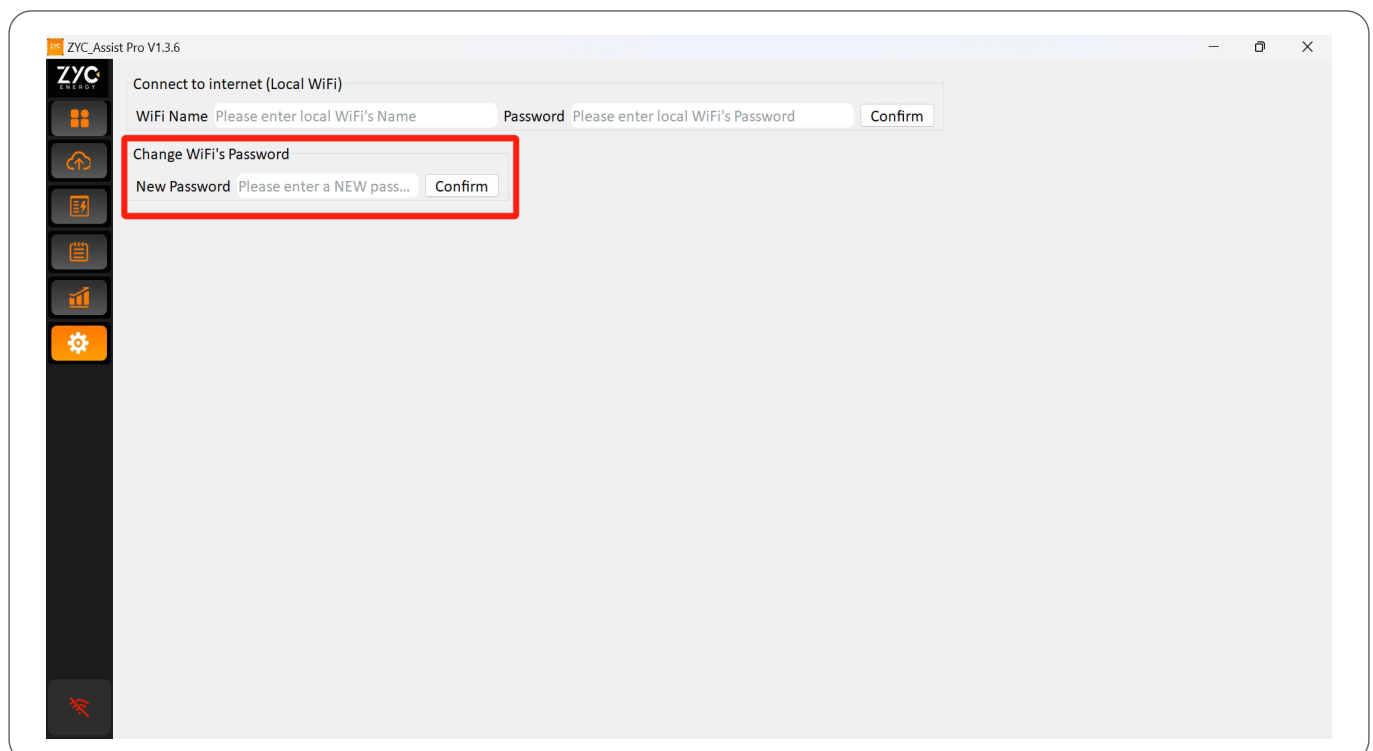 ZYC ZYC_Assist Pro V1.3.6
ZYC
ENERGY
Connect to internet (Local WiFi)
WiFi Name Please enter local WiFi's Name Password Please enter local WiFi's Password Confirm
Change WiFi's Password
New Password Please enter a NEW pass... Confirm